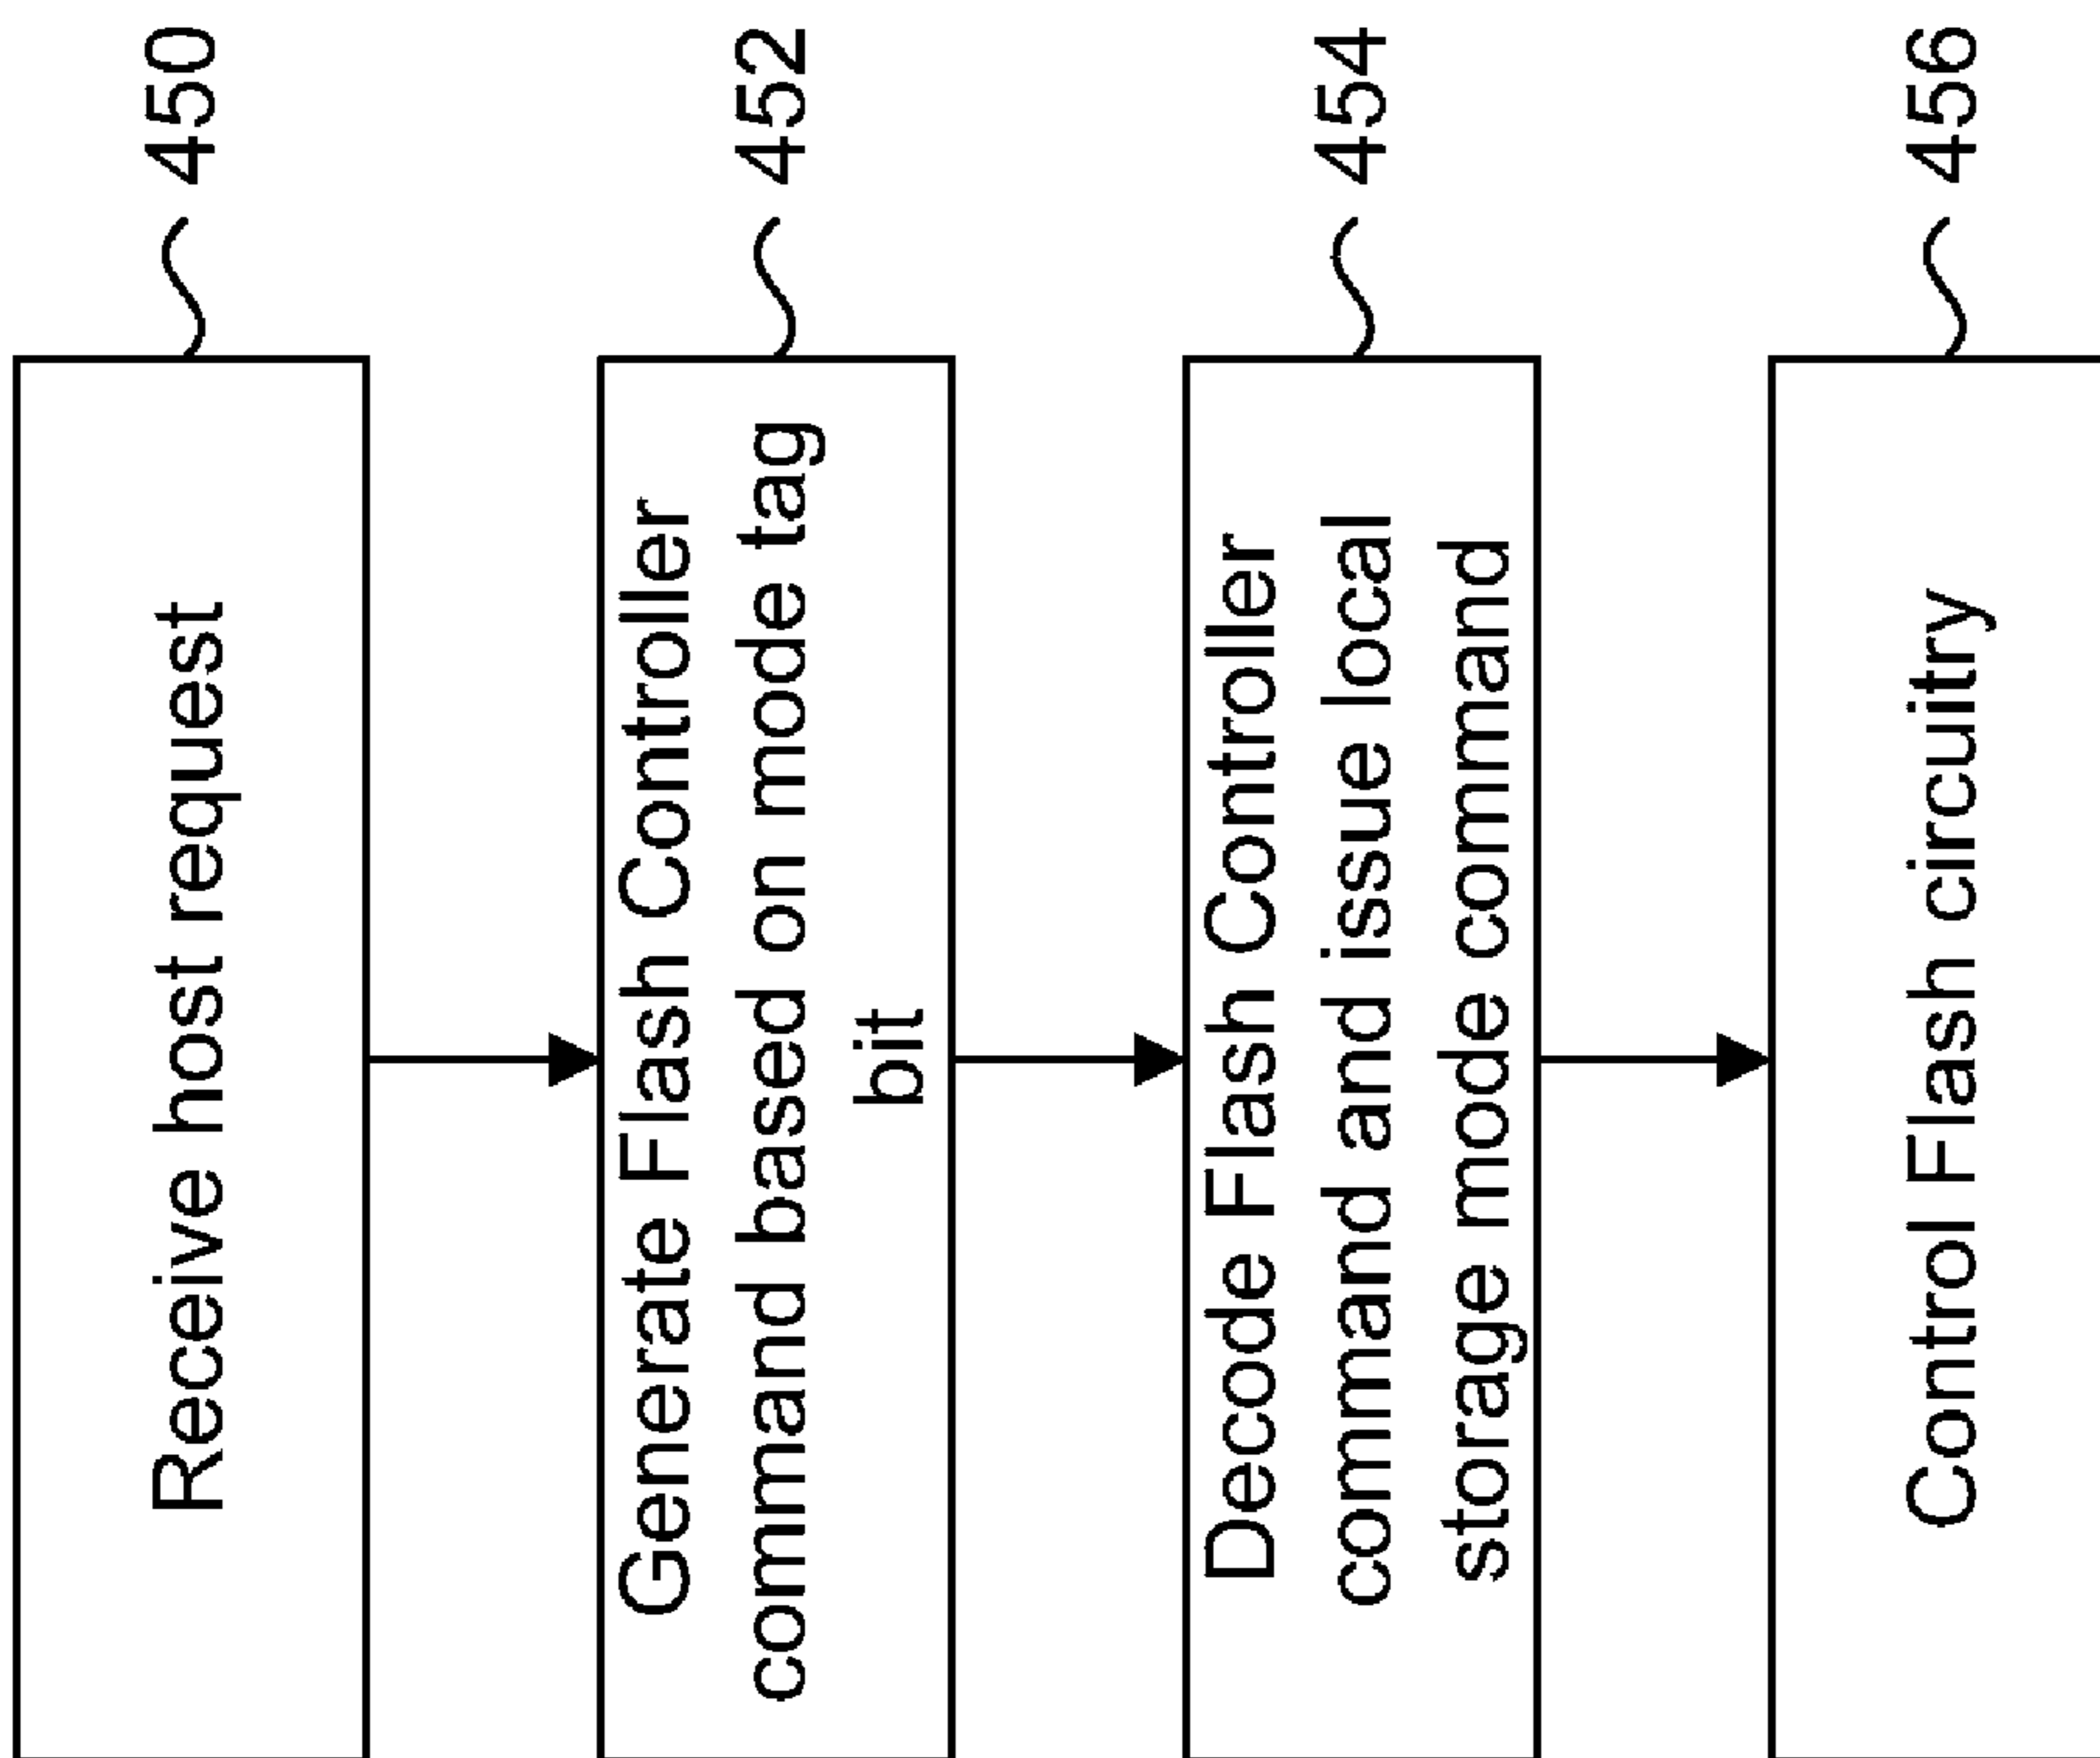 Receive host request
450
Generate Flash Controller
command based on mode tag
bit
452
Decode Flash Controller
command and issue local
storage mode command
454
Control Flash circuitry
456